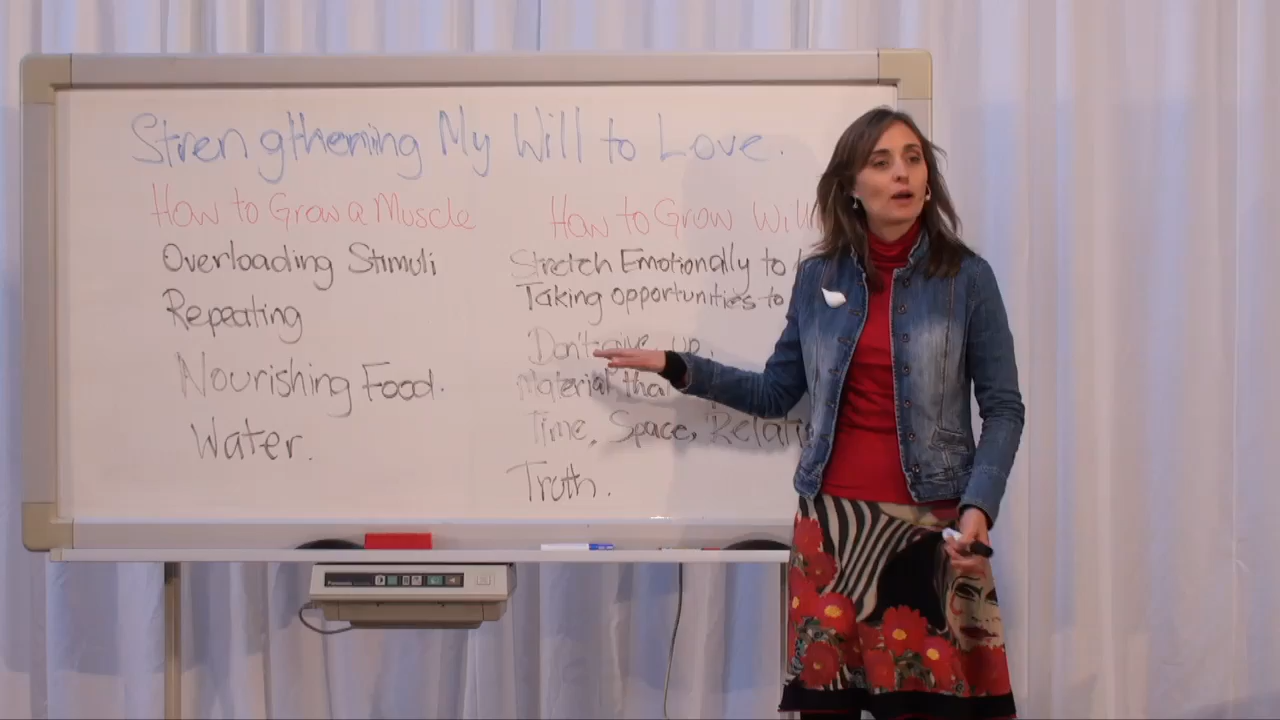 Strengthening My Will to Love.
How to Grow a Muscle
Overloading Stimuli
Repeating
Nourishing Food.
Water.
How to Grow Will
Stretch Emotionally to
Taking opportunities to
Don't give up.
Material that
Time, Space,
Truth.
Panasonic